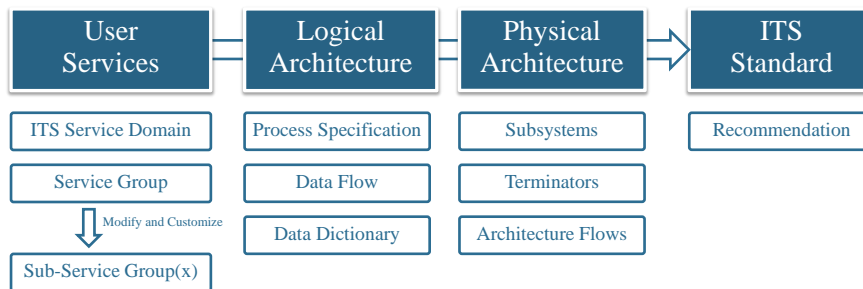 User
Services
Logical
Architecture
Physical
Architecture
ITS
Standard
ITS Service Domain
Process Specification
Subsystems
Recommendation
Service Group
Data Flow
Terminators
Modify and Customize
Sub-Service Group(x)
Data Dictionary
Architecture Flows